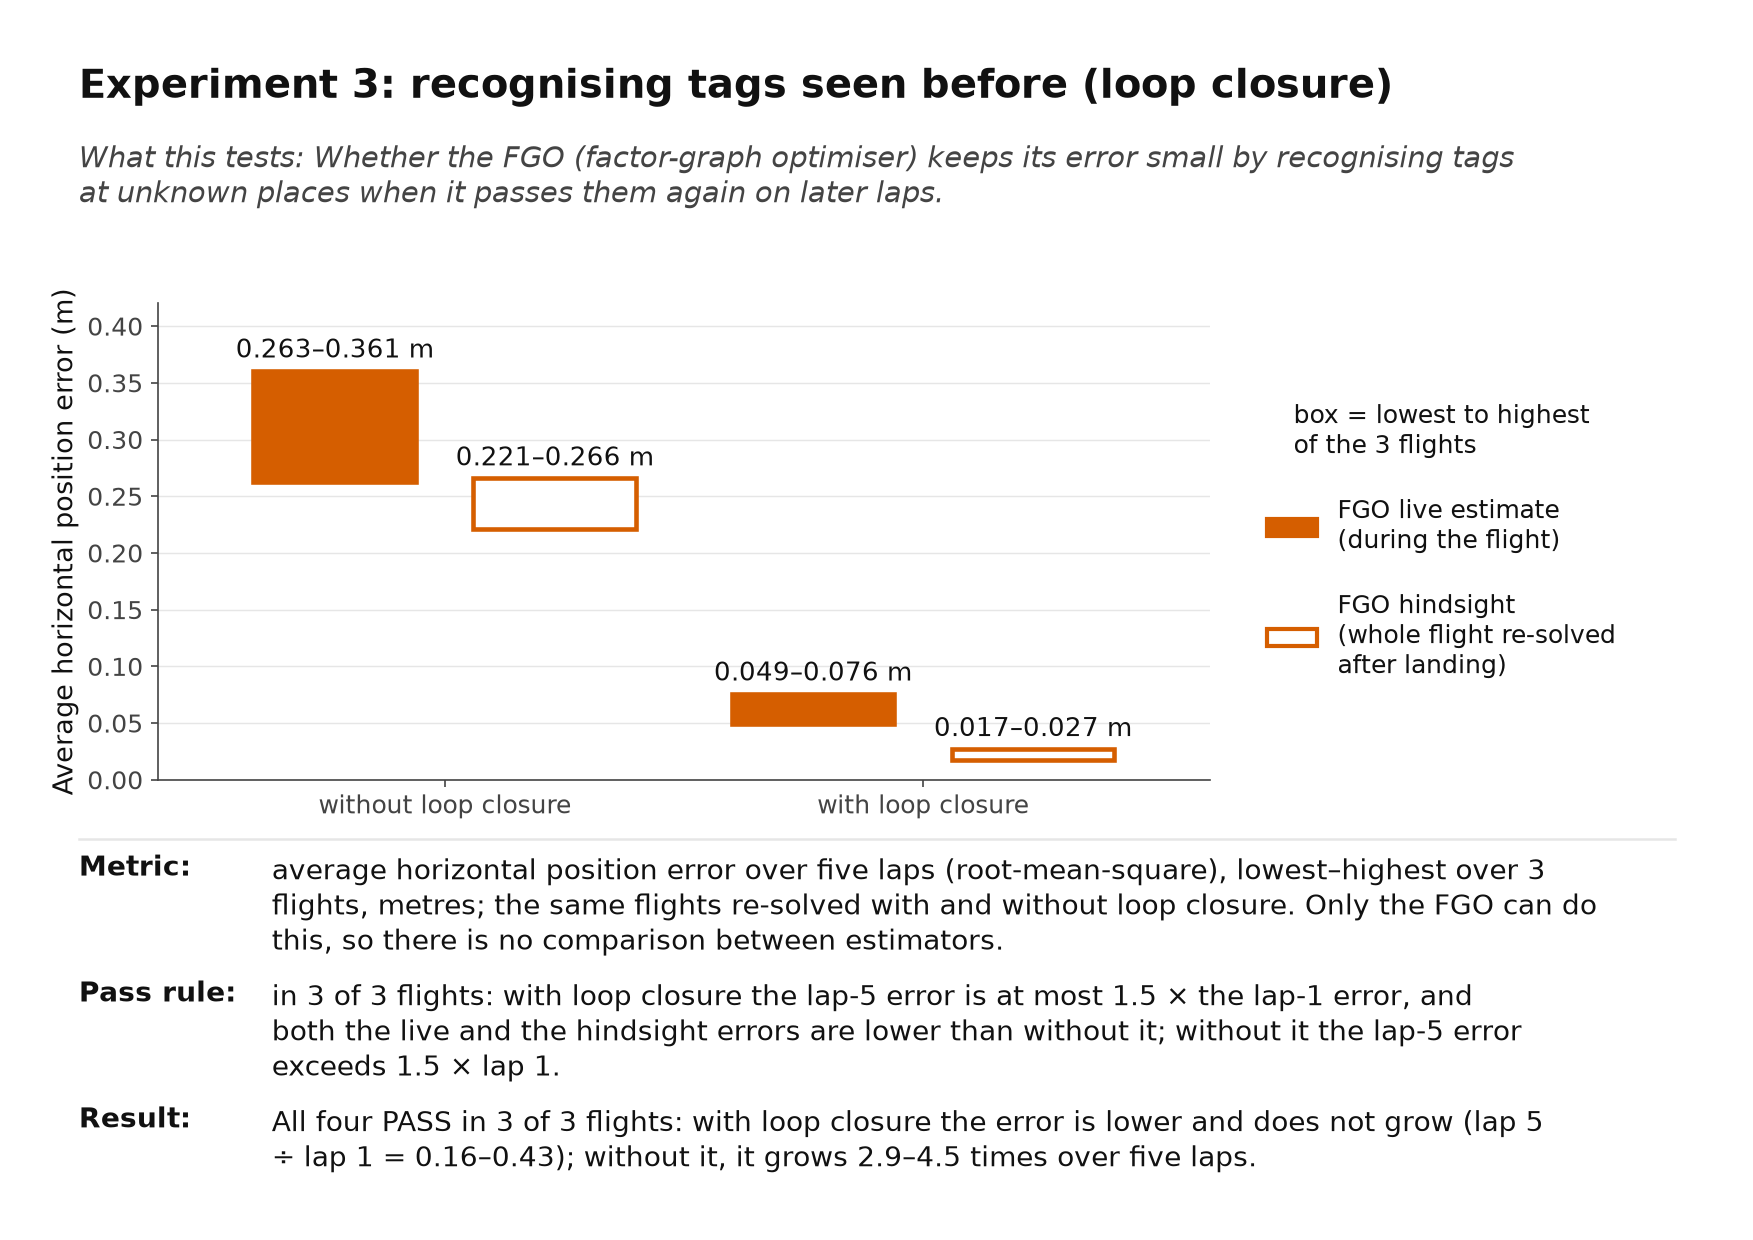 Experiment 3: recognising tags seen before (loop closure)
What this tests: Whether the FGO (factor-graph optimiser) keeps its error small by recognising tags
at unknown places when it passes them again on later laps.
Average horizontal position error (m)
0.40
0.35
0.30
0.25
0.20
0.15
0.10
0.05
0.00
0.263–0.361 m
0.221–0.266 m
0.049–0.076 m
0.017–0.027 m
without loop closure
with loop closure
box = lowest to highest
of the 3 flights
FGO live estimate
(during the flight)
FGO hindsight
(whole flight re-solved
after landing)
Metric:
average horizontal position error over five laps (root-mean-square), lowest–highest over 3
flights, metres; the same flights re-solved with and without loop closure. Only the FGO can do
this, so there is no comparison between estimators.
Pass rule:
in 3 of 3 flights: with loop closure the lap-5 error is at most 1.5 × the lap-1 error, and
both the live and the hindsight errors are lower than without it; without it the lap-5 error
exceeds 1.5 × lap 1.
Result:
All four PASS in 3 of 3 flights: with loop closure the error is lower and does not grow (lap 5
÷ lap 1 = 0.16–0.43); without it, it grows 2.9–4.5 times over five laps.